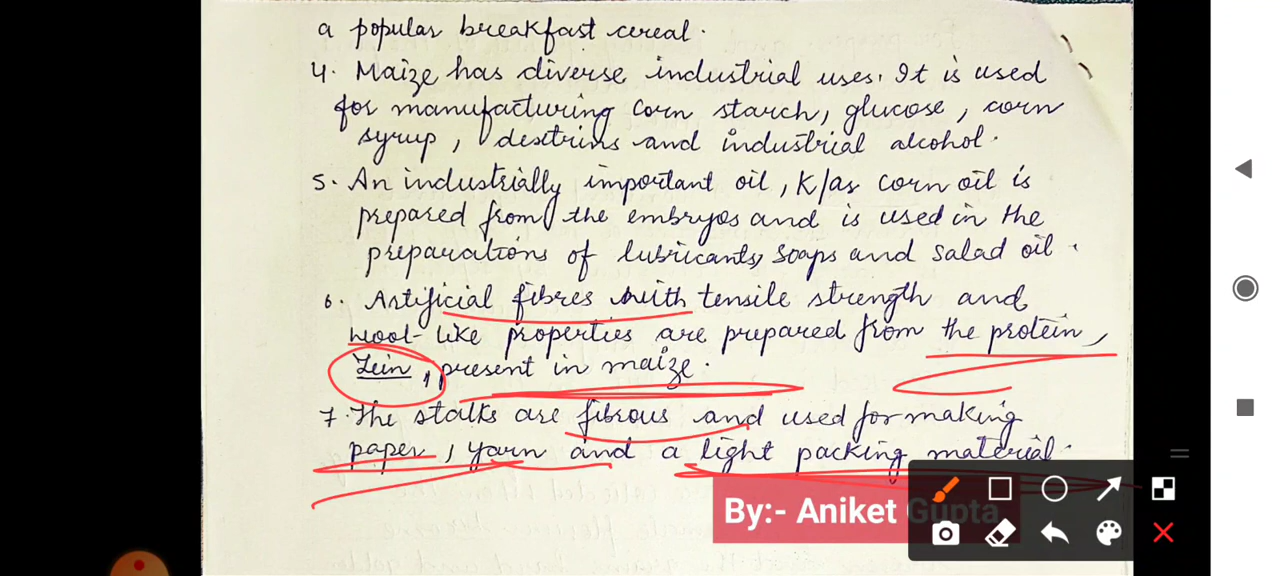 a popular breakfast cereal.
4. Maize has diverse industrial uses. It is used
for manufacturing corn starch, glucose, corn
syrup, dextrins and industrial alcohol.
5. An industrially important oil, K/as corn oil is
prepared from the embryos and is used in the
preparations of lubricants, soaps and salad oil.
6. Artificial fibres with tensile strength and
wool-like properties are prepared from the protein,
Zein, present in maize.
7. The stalks are fibrous and used for making
paper, yarn and a light packing material.
By:- Aniket Gupta